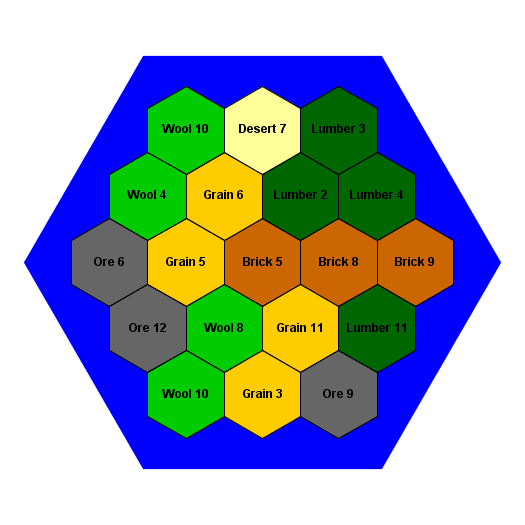 Wool 10 Desert 7 Lumber 3
Wool 4 Grain 6 Lumber 2 Lumber 4
Ore 6 Grain 5 Brick 5 Brick 8 Brick 9
Ore 12 Wool 8 Grain 11 Lumber 11
Wool 10 Grain 3 Ore 9